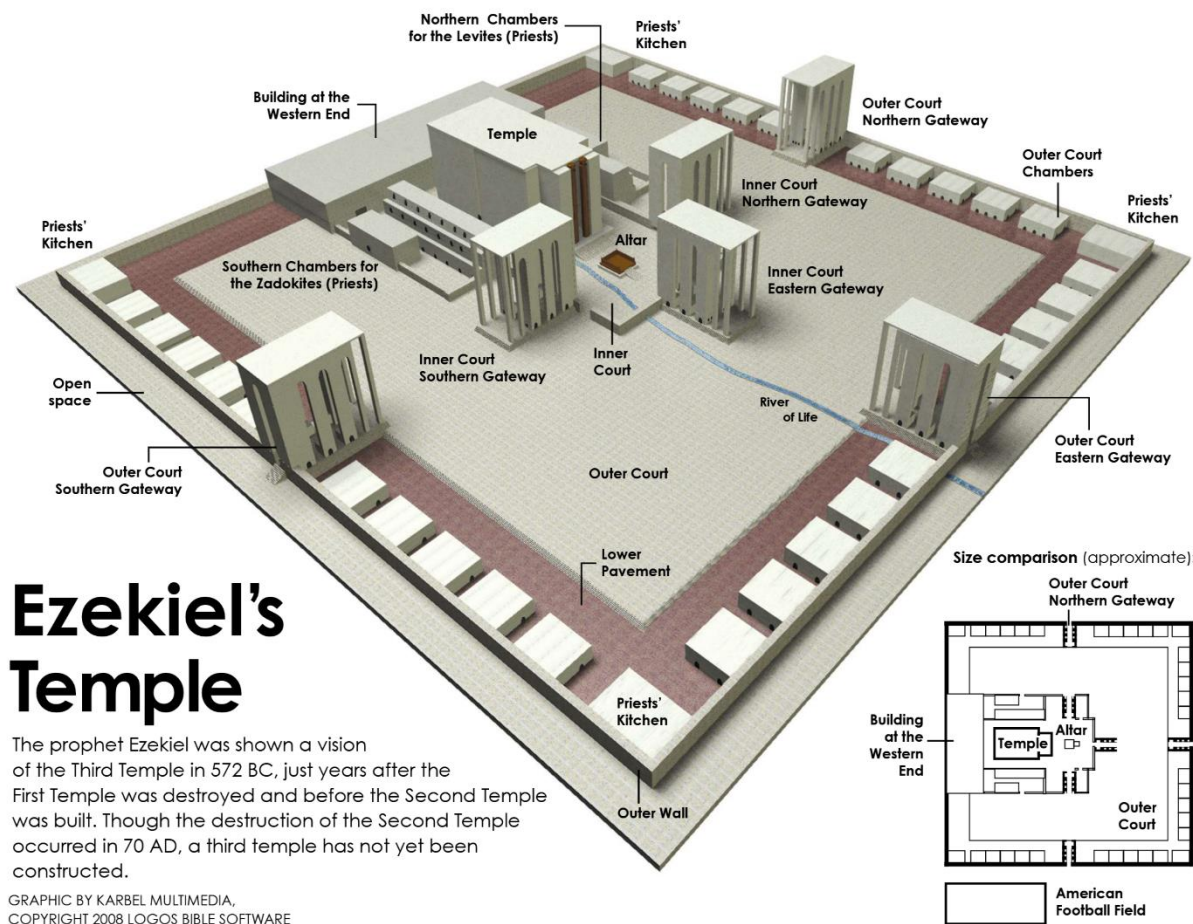 Northern Chambers
for the Levites (Priests)
Priests'
Kitchen
Building at the
Western End
Temple
Outer Court
Northern Gateway
Outer Court
Chambers
Inner Court
Northern Gateway
Priests'
Kitchen
Priests'
Kitchen
Altar
Southern Chambers for
the Zadokites (Priests)
Inner Court
Eastern Gateway
Inner Court
Southern Gateway
Inner
Court
Open
space
River
of Life
Outer Court
Southern Gateway
Outer Court
Outer Court
Eastern Gateway
Lower
Pavement
Priests'
Kitchen
Outer Wall
Ezekiel's
Temple
The prophet Ezekiel was shown a vision
of the Third Temple in 572 BC, just years after the
First Temple was destroyed and before the Second Temple
was built. Though the destruction of the Second Temple
occurred in 70 AD, a third temple has not yet been
constructed.
GRAPHIC BY KARBEL MULTIMEDIA,
COPYRIGHT 2008 LOGOS BIBLE SOFTWARE
Size comparison (approximate):
Outer Court
Northern Gateway
Building
at the
Western
End
Temple
Altar
Outer
Court
American
Football Field